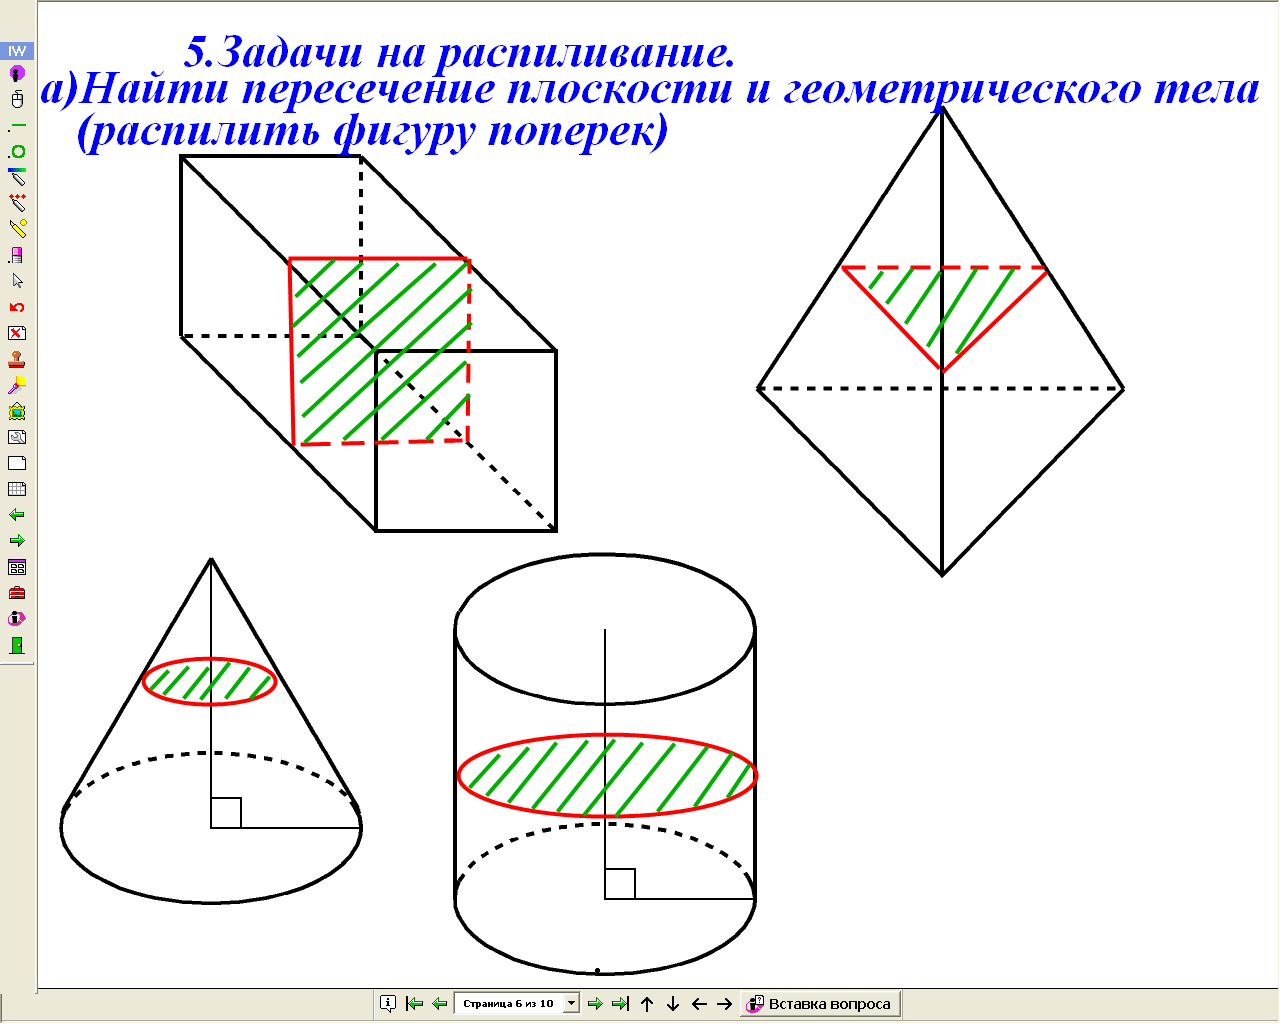 5.Задачи на распиливание.
а)Найти пересечение плоскости и геометрического тела
(распилить фигуру поперек)
IW
Страница 6 из 10
Вставка вопроса